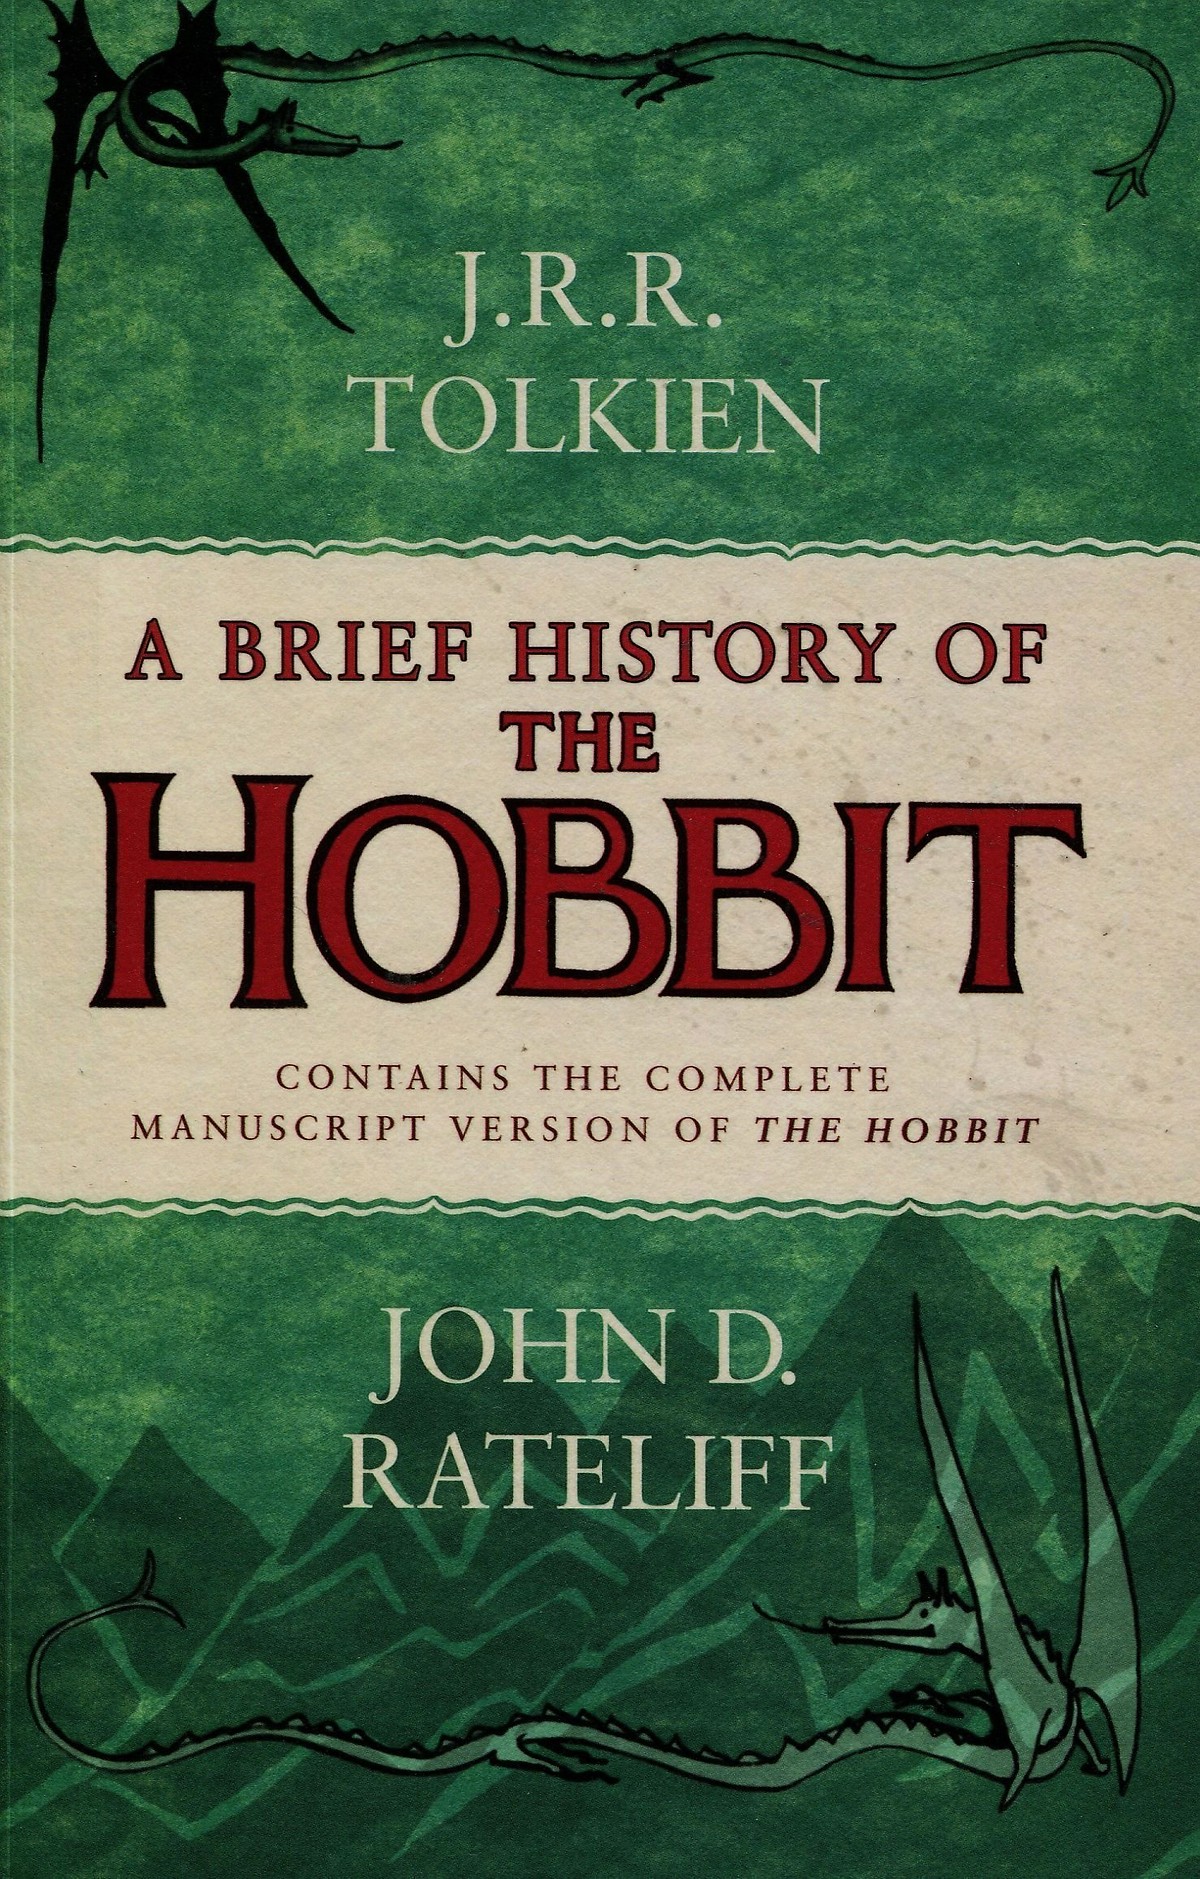 J.R.R.
TOLKIEN
A BRIEF HISTORY OF
THE
HOBBIT
CONTAINS THE COMPLETE
MANUSCRIPT VERSION OF THE HOBBIT
JOHN D.
RATELIFF